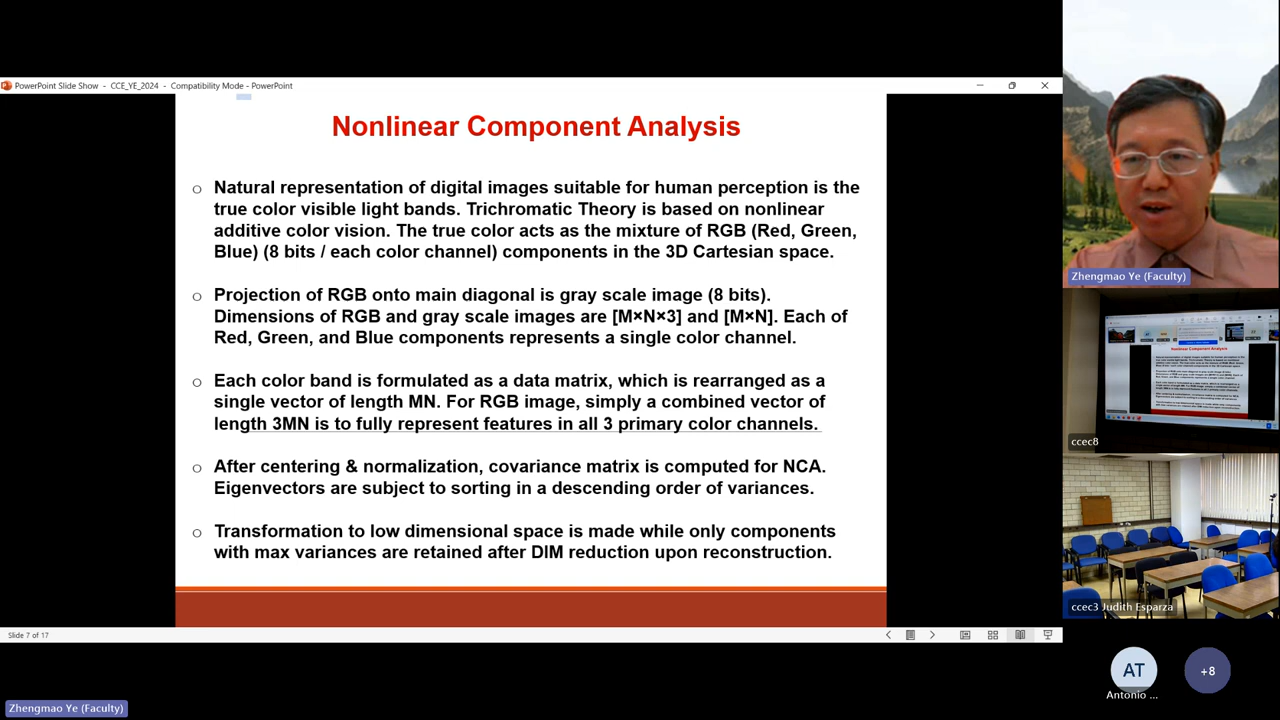 PowerPoint Slide Show - CCE_YE_2024 - Compatibility Mode - PowerPoint
Nonlinear Component Analysis
Natural representation of digital images suitable for human perception is the
true color visible light bands. Trichromatic Theory is based on nonlinear
additive color vision. The true color acts as the mixture of RGB (Red, Green,
Blue) (8 bits / each color channel) components in the 3D Cartesian space.
Projection of RGB onto main diagonal is gray scale image (8 bits).
Dimensions of RGB and gray scale images are [M×N×3] and [M×N]. Each of
Red, Green, and Blue components represents a single color channel.
Each color band is formulated as a data matrix, which is rearranged as a
single vector of length MN. For RGB image, simply a combined vector of
length 3MN is to fully represent features in all 3 primary color channels.
After centering & normalization, covariance matrix is computed for NCA.
Eigenvectors are subject to sorting in a descending order of variances.
Transformation to low dimensional space is made while only components
with max variances are retained after DIM reduction upon reconstruction.
Slide 7 of 17
Zhengmao Ye (Faculty)
Zhengmao Ye (Faculty)
Nonlinear Component Analysis
ccec8
ccec3 Judith Esparza
AT
+8
Antonio ...